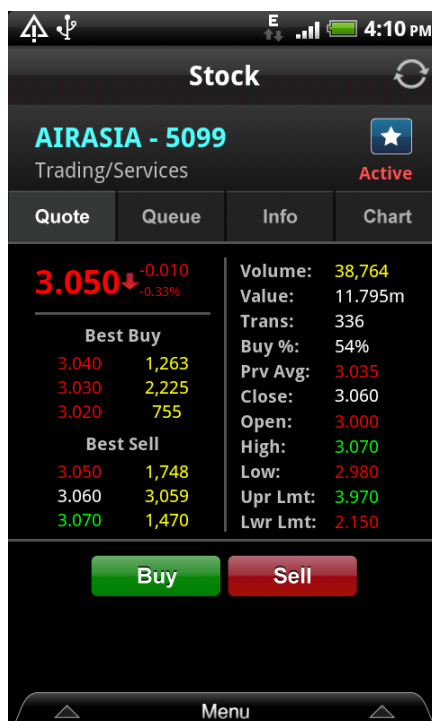 E
4:10 PM
Stock
AIRASIA - 5099
Trading/Services
Active
Quote Queue Info Chart
3.050 -0.010
-0.33%
Best Buy
3.040 1,263
3.030 2,225
3.020 755
Best Sell
3.050 1,748
3.060 3,059
3.070 1,470
Volume: 38,764
Value: 11.795m
Trans: 336
Buy %: 54%
Prv Avg: 3.035
Close: 3.060
Open: 3.000
High: 3.070
Low: 2.980
Upr Lmt: 3.970
Lwr Lmt: 2.150
Buy Sell
Menu